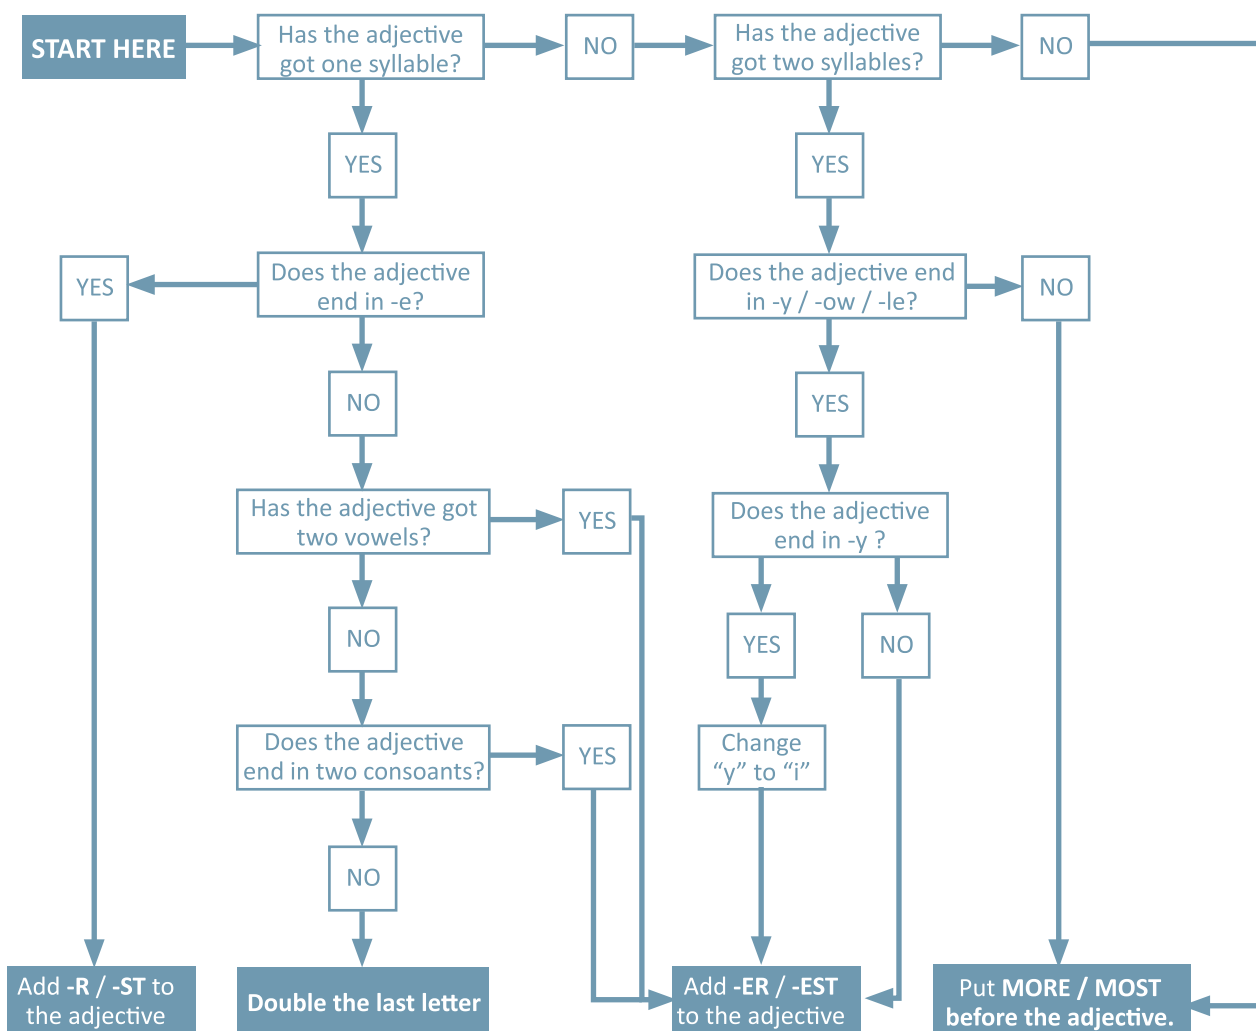 START HERE
Has the adjective
got one syllable?
NO
Has the adjective
got two syllables?
NO
YES
YES
YES
Does the adjective
end in -e?
Does the adjective end
in -y / -ow / -le?
NO
NO
YES
Has the adjective got
two vowels?
YES
Does the adjective
end in -y ?
NO
YES
NO
Does the adjective
end in two consoants?
YES
Change
“y” to “i”
NO
Add -R / -ST to
the adjective
Double the last letter
Add -ER / -EST
to the adjective
Put MORE / MOST
before the adjective.